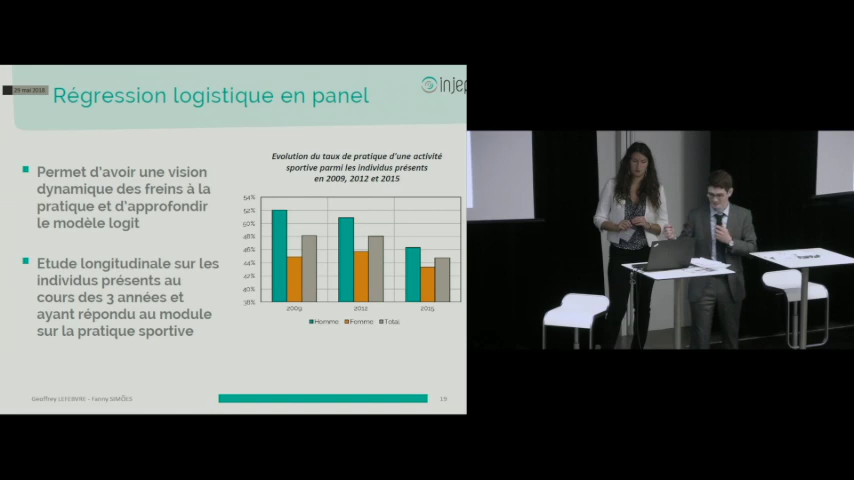 29 mai 2018
Régression logistique en panel
injep
Permet d'avoir une vision
dynamique des freins à la
pratique et d'approfondir
le modèle logit
Etude longitudinale sur les
individus présents au
cours des 3 années et
ayant répondu au module
sur la pratique sportive
Evolution du taux de pratique d'une activité
sportive parmi les individus présents
en 2009, 2012 et 2015
54%
52%
50%
48%
46%
44%
42%
40%
38%
2009 2012 2015
Homme Femme Total
Geoffrey LEFEBVRE - Fanny SIMÕES
19